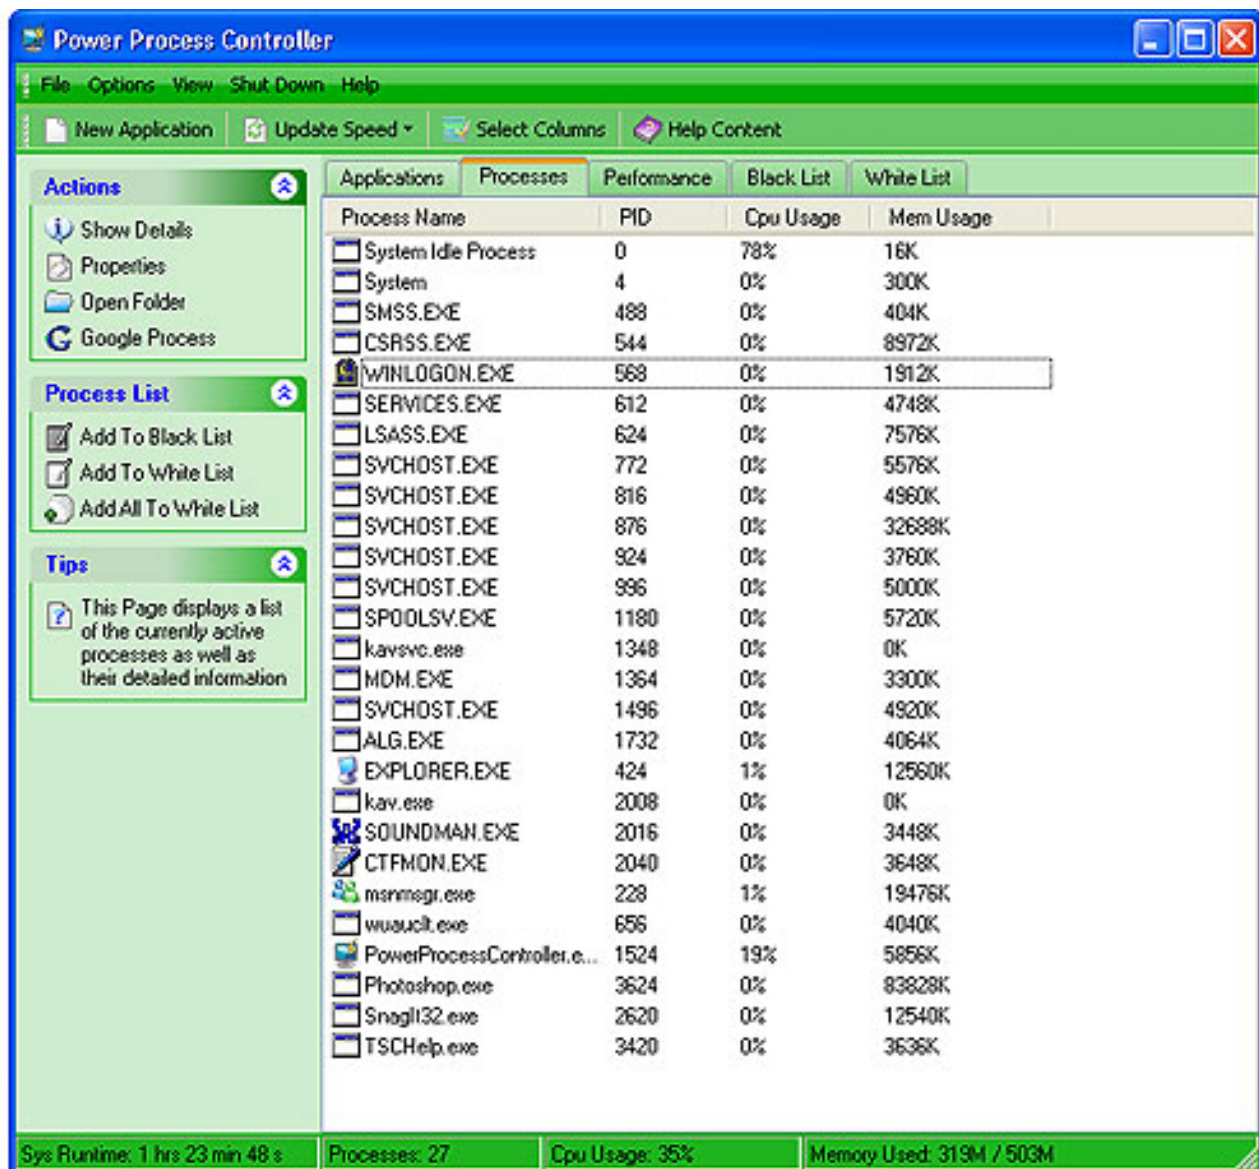 Power Process Controller
File Options View Shut Down Help
New Application Update Speed Select Columns Help Content
Actions
Show Details
Properties
Open Folder
Google Process
Process List
Add To Black List
Add To White List
Add All To White List
Tips
This Page displays a list
of the currently active
processes as well as
their detailed information
Applications Processes Performance Black List White List
Process Name PID Cpu Usage Mem Usage
System Idle Process 0 78% 16K
System 4 0% 300K
SMSS.EXE 488 0% 404K
CSRSS.EXE 544 0% 8972K
WINLOGON.EXE 568 0% 1912K
SERVICES.EXE 612 0% 4748K
LSASS.EXE 624 0% 7576K
SVCHOST.EXE 772 0% 5576K
SVCHOST.EXE 816 0% 4960K
SVCHOST.EXE 876 0% 32688K
SVCHOST.EXE 924 0% 3760K
SVCHOST.EXE 996 0% 5000K
SPOOLSV.EXE 1180 0% 5720K
kavsvc.exe 1348 0% 0K
MDM.EXE 1364 0% 3300K
SVCHOST.EXE 1496 0% 4920K
ALG.EXE 1732 0% 4064K
EXPLORER.EXE 424 1% 12560K
kav.exe 2008 0% 0K
SOUNDMAN.EXE 2016 0% 3448K
CTFMON.EXE 2040 0% 3648K
msnmsgr.exe 228 1% 19476K
wuauclt.exe 656 0% 4040K
PowerProcessController.e... 1524 19% 5856K
Photoshop.exe 3624 0% 83828K
SnagIt32.exe 2620 0% 12540K
TSCHelp.exe 3420 0% 3636K
Sys Runtime: 1 hrs 23 min 48 s Processes: 27 Cpu Usage: 35% Memory Used: 319M / 503M